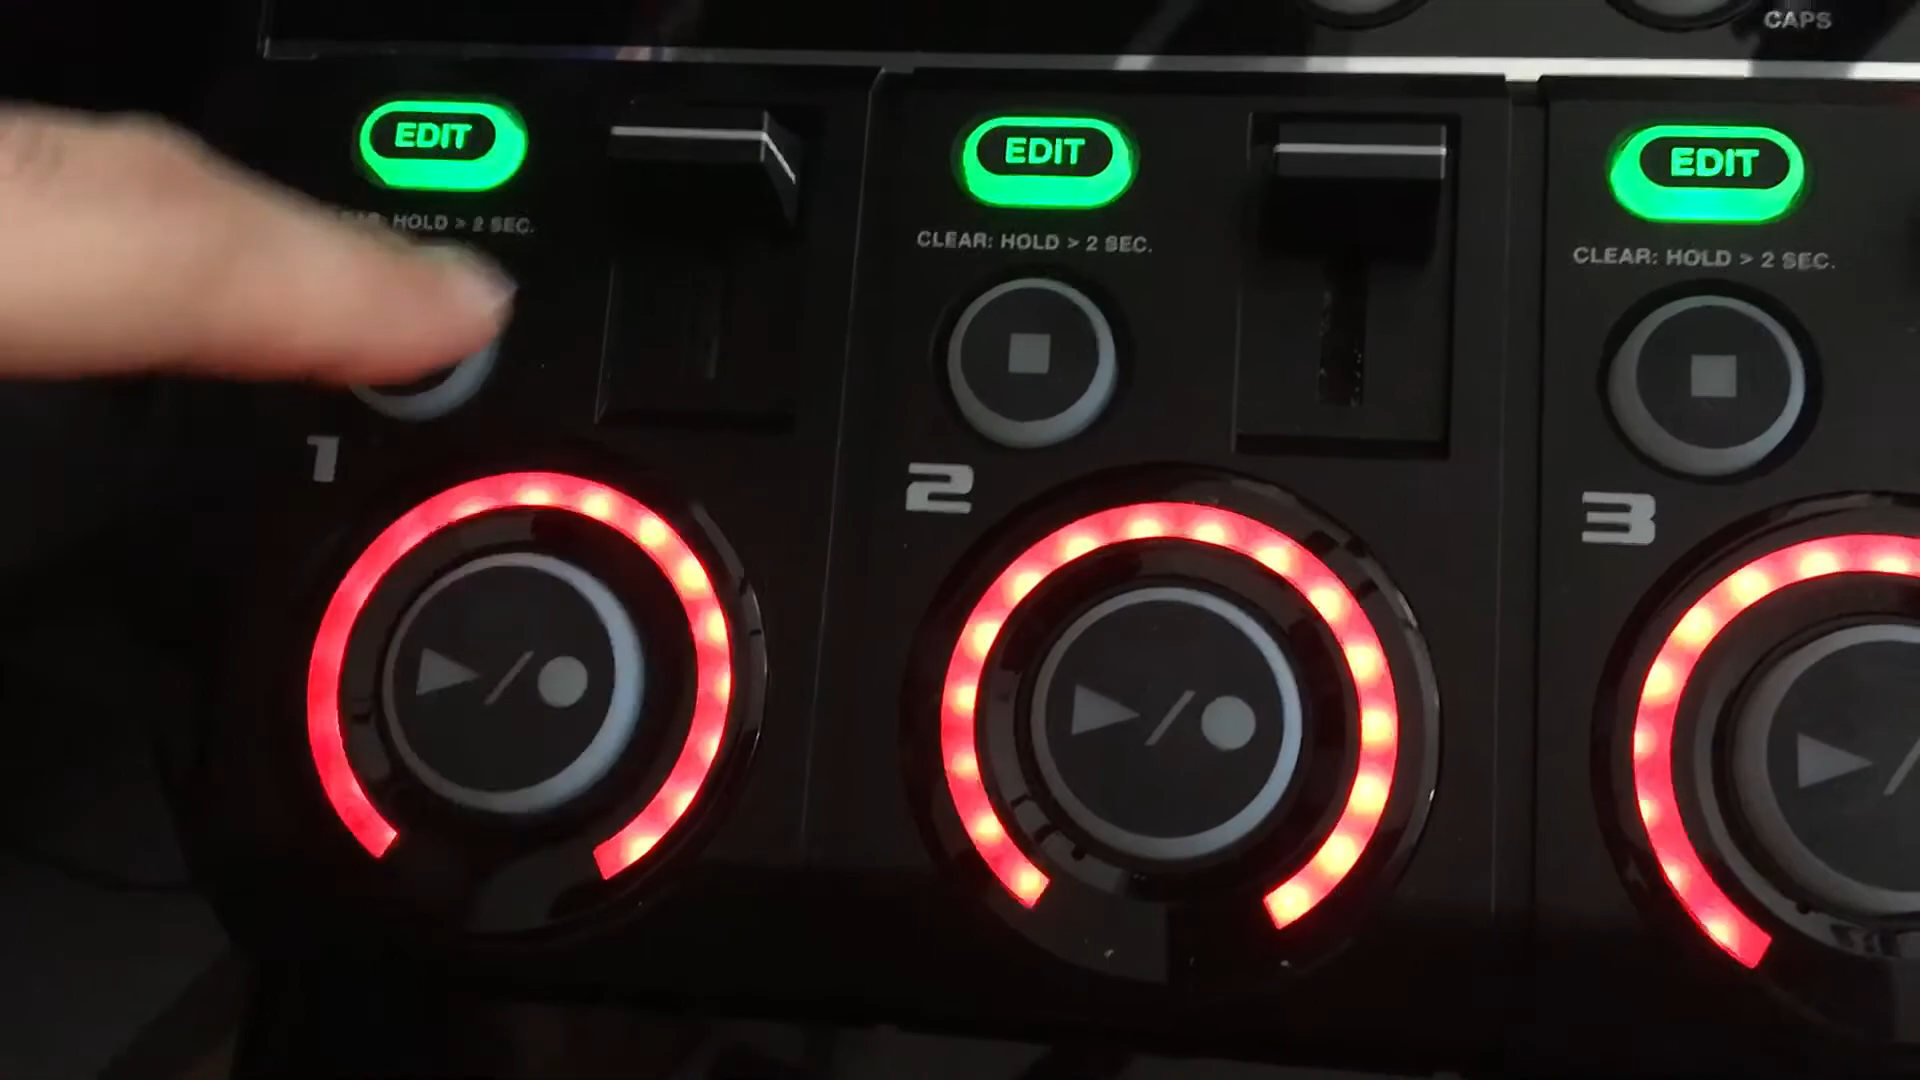 CAPS
EDIT
EDIT
EDIT
HOLD > 2 SEC.
CLEAR: HOLD > 2 SEC.
CLEAR: HOLD > 2 SEC.
1
2
3